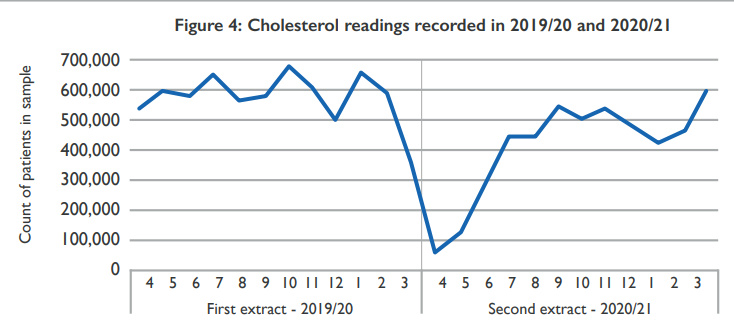 Figure 4: Cholesterol readings recorded in 2019/20 and 2020/21
Count of patients in sample
700,000
600,000
500,000
400,000
300,000
200,000
100,000
0
4 5 6 7 8 9 10 11 12 1 2 3 4 5 6 7 8 9 10 11 12 1 2 3
First extract - 2019/20 Second extract - 2020/21